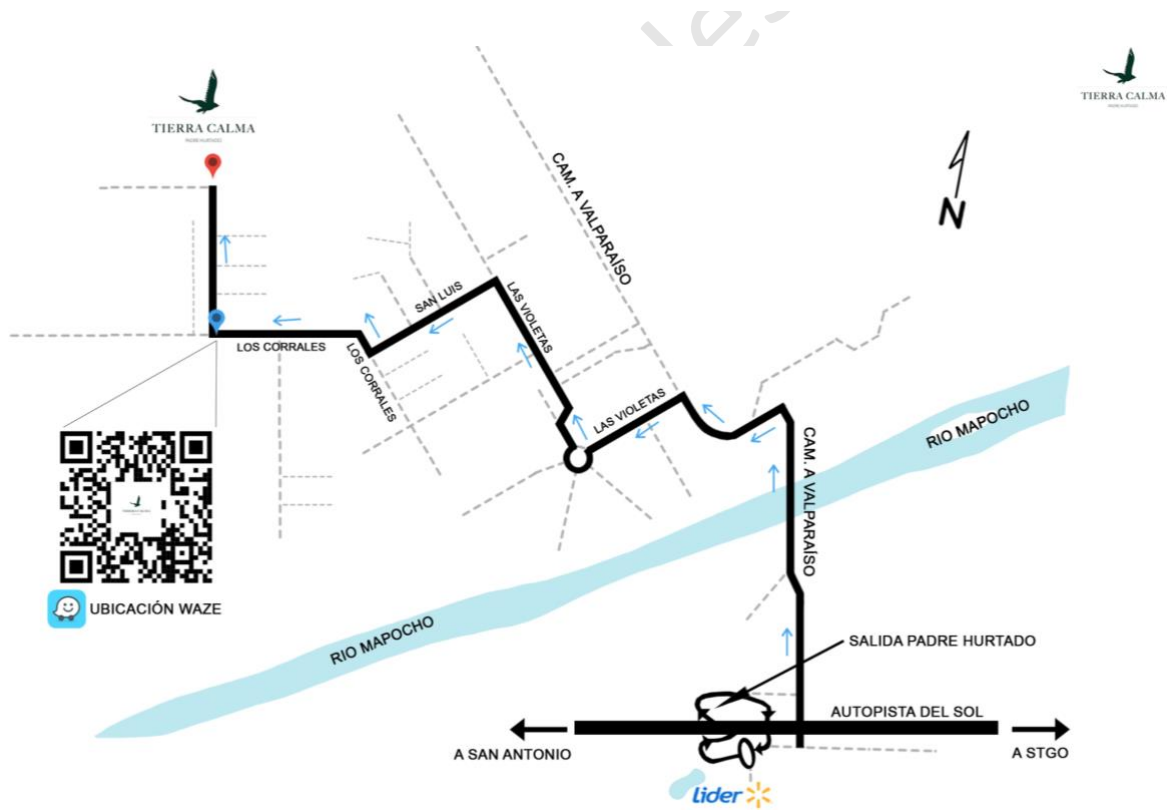 TIERRA CALMA
PADRE HURTADO
TIERRA CALMA
PADRE HURTADO
CAM. A VALPARAÍSO
N
SAN LUIS
LAS VIOLETAS
LOS CORRALES
LOS CORRALES
LAS VIOLETAS
RIO MAPOCHO
CAM. A VALPARAÍSO
UBICACIÓN WAZE
RIO MAPOCHO
SALIDA PADRE HURTADO
AUTOPISTA DEL SOL
A SAN ANTONIO
A STGO
lider